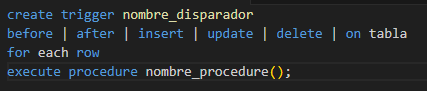 create trigger nombre_disparador
before | after | insert | update | delete | on tabla
for each row
execute procedure nombre_procedure();